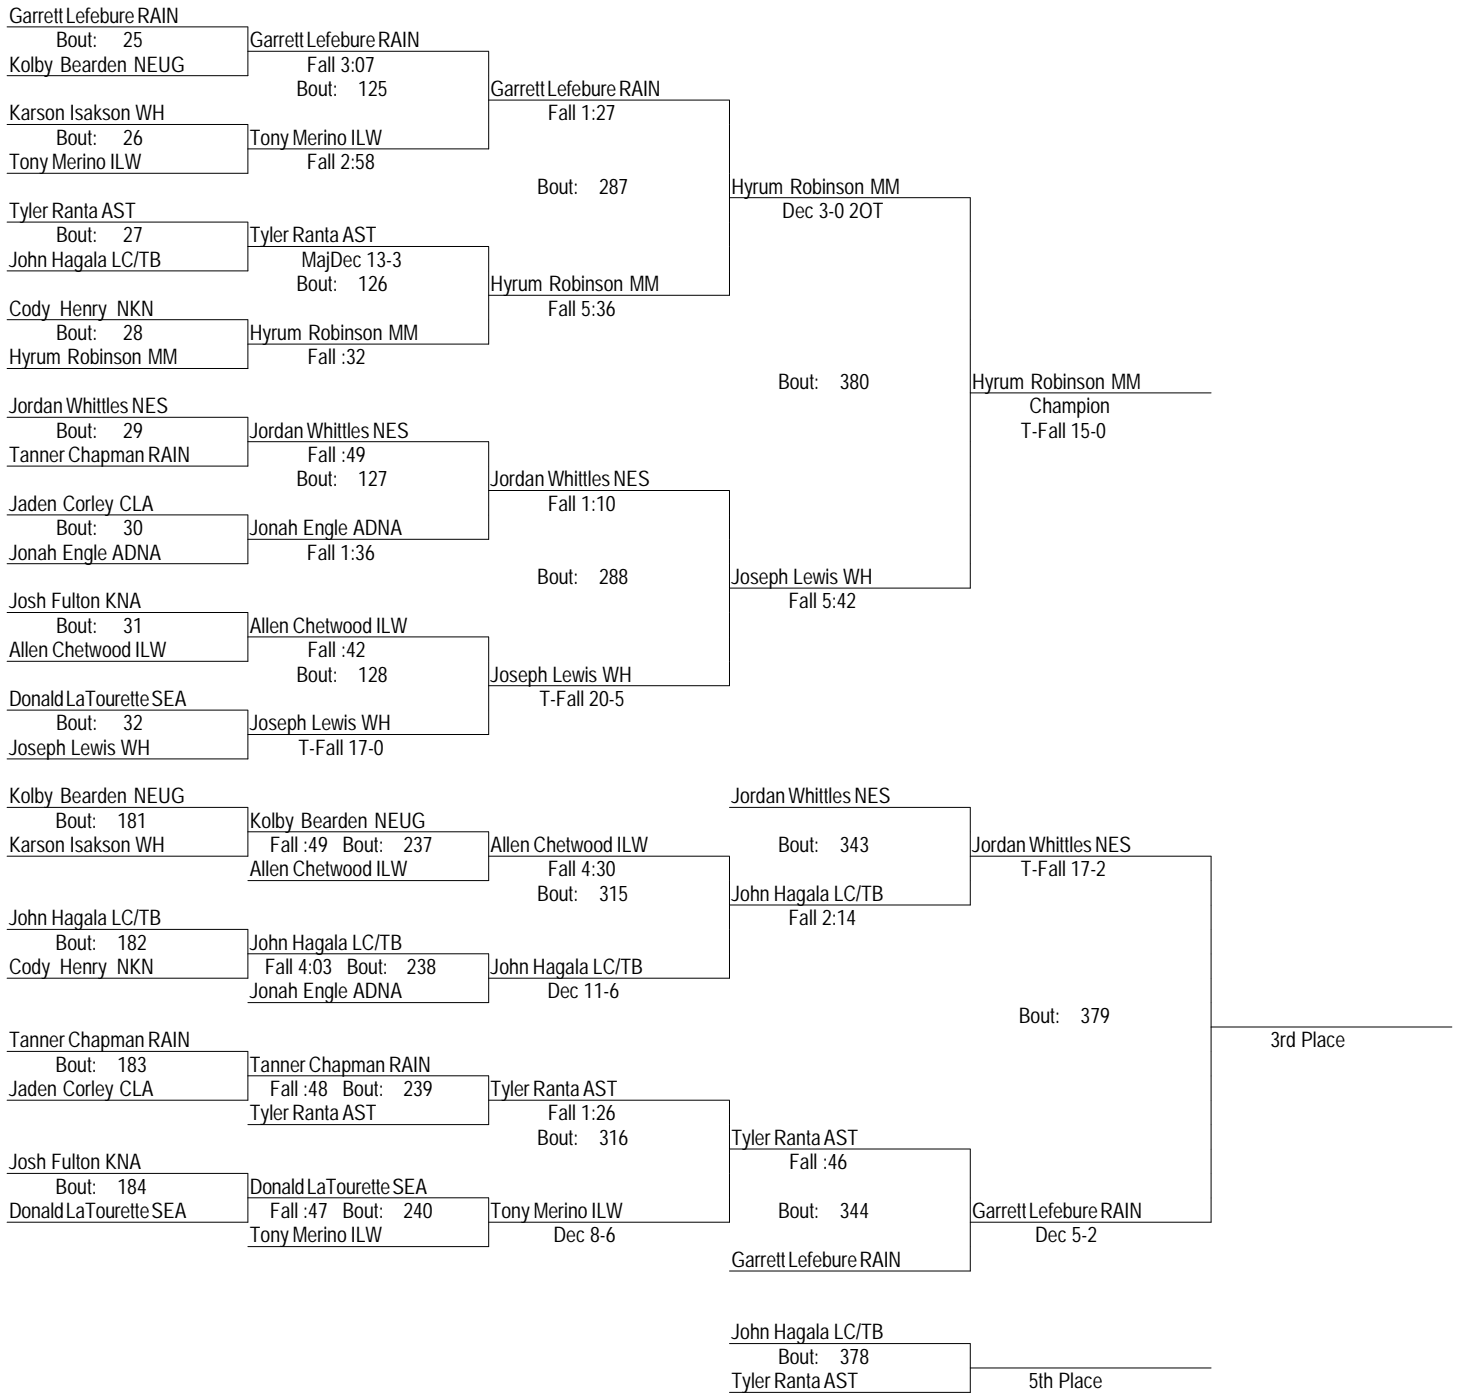 Garrett Lefebure RAIN
Bout: 25
Garrett Lefebure RAIN
Kolby Bearden NEUG
Fall 3:07
Bout: 125
Garrett Lefebure RAIN
Karson Isakson WH
Fall 1:27
Bout: 26
Tony Merino ILW
Tony Merino ILW
Fall 2:58
Bout: 287
Hyrum Robinson MM
Tyler Ranta AST
Dec 3-0 2OT
Bout: 27
Tyler Ranta AST
John Hagala LC/TB
MajDec 13-3
Bout: 126
Hyrum Robinson MM
Cody Henry NKN
Fall 5:36
Bout: 28
Hyrum Robinson MM
Hyrum Robinson MM
Fall :32
Bout: 380
Hyrum Robinson MM
Jordan Whittles NES
Champion
Bout: 29
Jordan Whittles NES
T-Fall 15-0
Tanner Chapman RAIN
Fall :49
Bout: 127
Jordan Whittles NES
Jaden Corley CLA
Fall 1:10
Bout: 30
Jonah Engle ADNA
Jonah Engle ADNA
Fall 1:36
Bout: 288
Joseph Lewis WH
Josh Fulton KNA
Fall 5:42
Bout: 31
Allen Chetwood ILW
Allen Chetwood ILW
Fall :42
Bout: 128
Joseph Lewis WH
Donald LaTourette SEA
T-Fall 20-5
Bout: 32
Joseph Lewis WH
Joseph Lewis WH
T-Fall 17-0
Kolby Bearden NEUG
Jordan Whittles NES
Bout: 181
Kolby Bearden NEUG
Karson Isakson WH
Fall :49 Bout: 237
Allen Chetwood ILW
Bout: 343
Jordan Whittles NES
Allen Chetwood ILW
Fall 4:30
T-Fall 17-2
Bout: 315
John Hagala LC/TB
John Hagala LC/TB
Fall 2:14
Bout: 182
John Hagala LC/TB
Cody Henry NKN
Fall 4:03 Bout: 238
John Hagala LC/TB
Jonah Engle ADNA
Dec 11-6
Bout: 379
Tanner Chapman RAIN
3rd Place
Bout: 183
Tanner Chapman RAIN
Jaden Corley CLA
Fall :48 Bout: 239
Tyler Ranta AST
Tyler Ranta AST
Fall 1:26
Bout: 316
Tyler Ranta AST
Josh Fulton KNA
Fall :46
Bout: 184
Donald LaTourette SEA
Donald LaTourette SEA
Fall :47 Bout: 240
Tony Merino ILW
Bout: 344
Garrett Lefebure RAIN
Tony Merino ILW
Dec 8-6
Dec 5-2
Garrett Lefebure RAIN
John Hagala LC/TB
Bout: 378
Tyler Ranta AST
5th Place